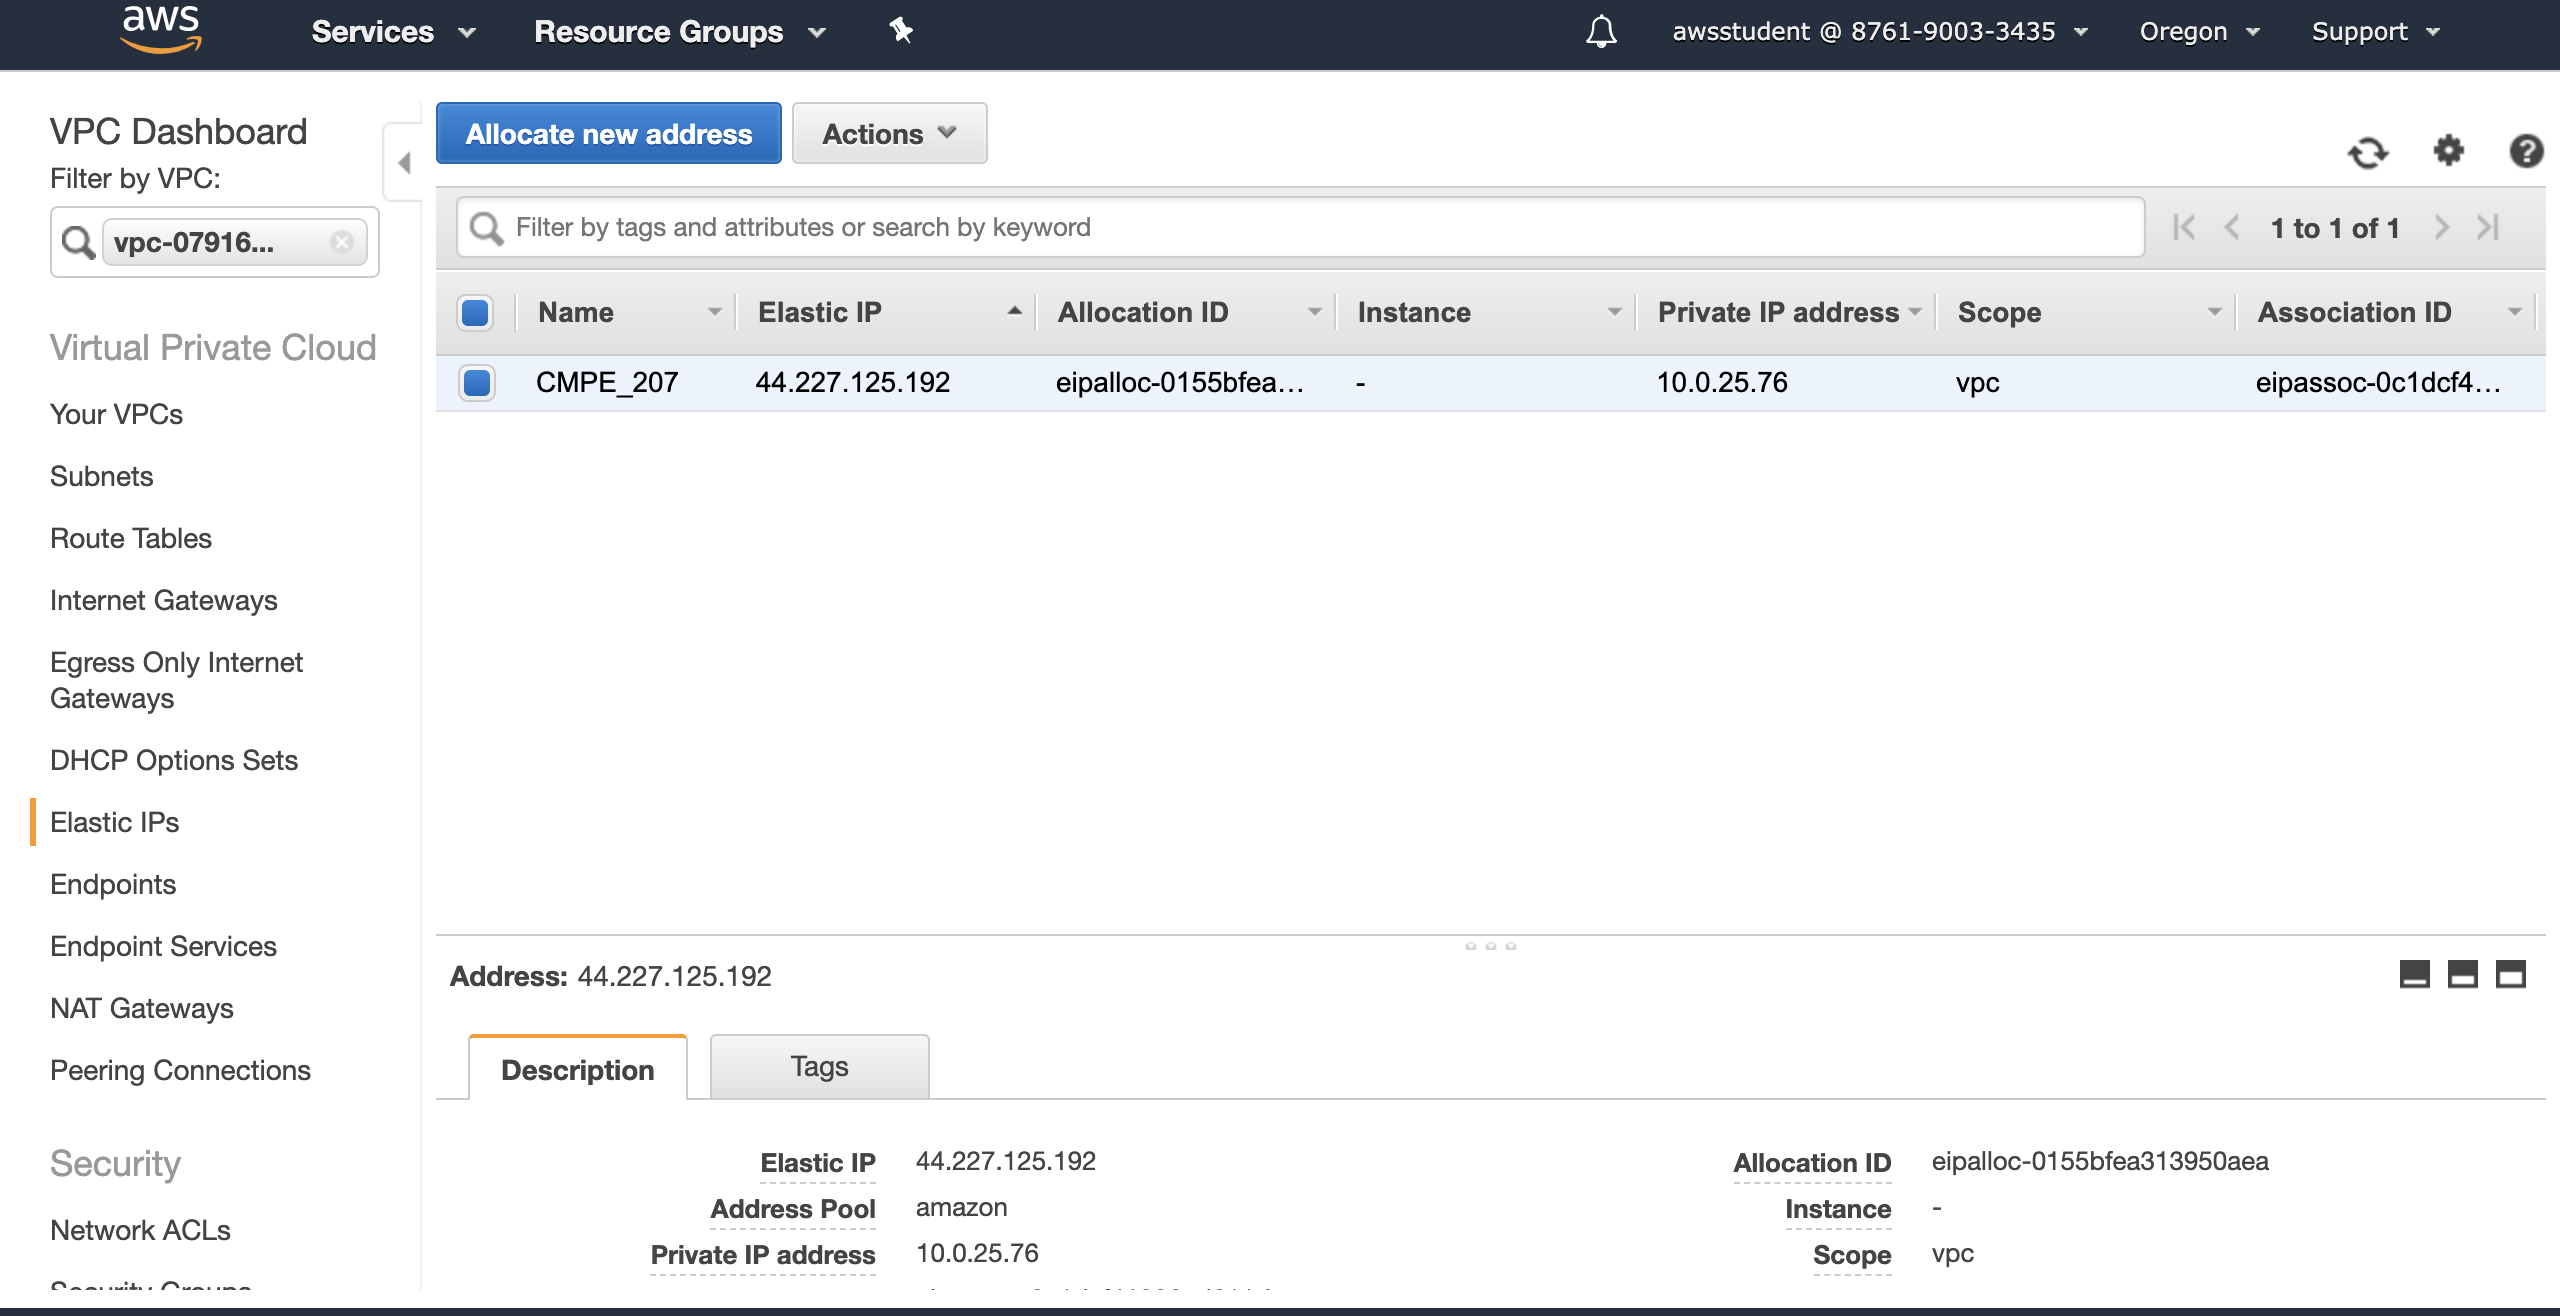 aws Services Resource Groups awsstudent @ 8761-9003-3435 Oregon Support
VPC Dashboard
Filter by VPC:
vpc-07916...
Virtual Private Cloud
Your VPCs
Subnets
Route Tables
Internet Gateways
Egress Only Internet
Gateways
DHCP Options Sets
Elastic IPs
Endpoints
Endpoint Services
NAT Gateways
Peering Connections
Security
Network ACLs
Security Groups
Allocate new address Actions
Filter by tags and attributes or search by keyword 1 to 1 of 1
Name Elastic IP Allocation ID Instance Private IP address Scope Association ID
CMPE_207 44.227.125.192 eipalloc-0155bfea... - 10.0.25.76 vpc eipassoc-0c1dcf4...
Address: 44.227.125.192
Description Tags
Elastic IP 44.227.125.192 Allocation ID eipalloc-0155bfea313950aea
Address Pool amazon Instance -
Private IP address 10.0.25.76 Scope vpc